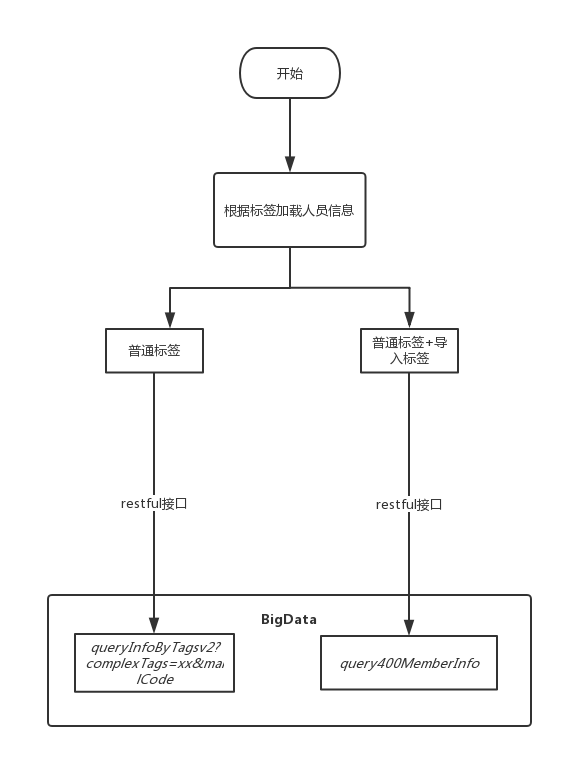 开始
根据标签加载人员信息
普通标签
普通标签+导
入标签
restful接口
restful接口
BigData
queryInfoByTagsv2?
complexTags=xx&mal
lCode
query400MemberInfo